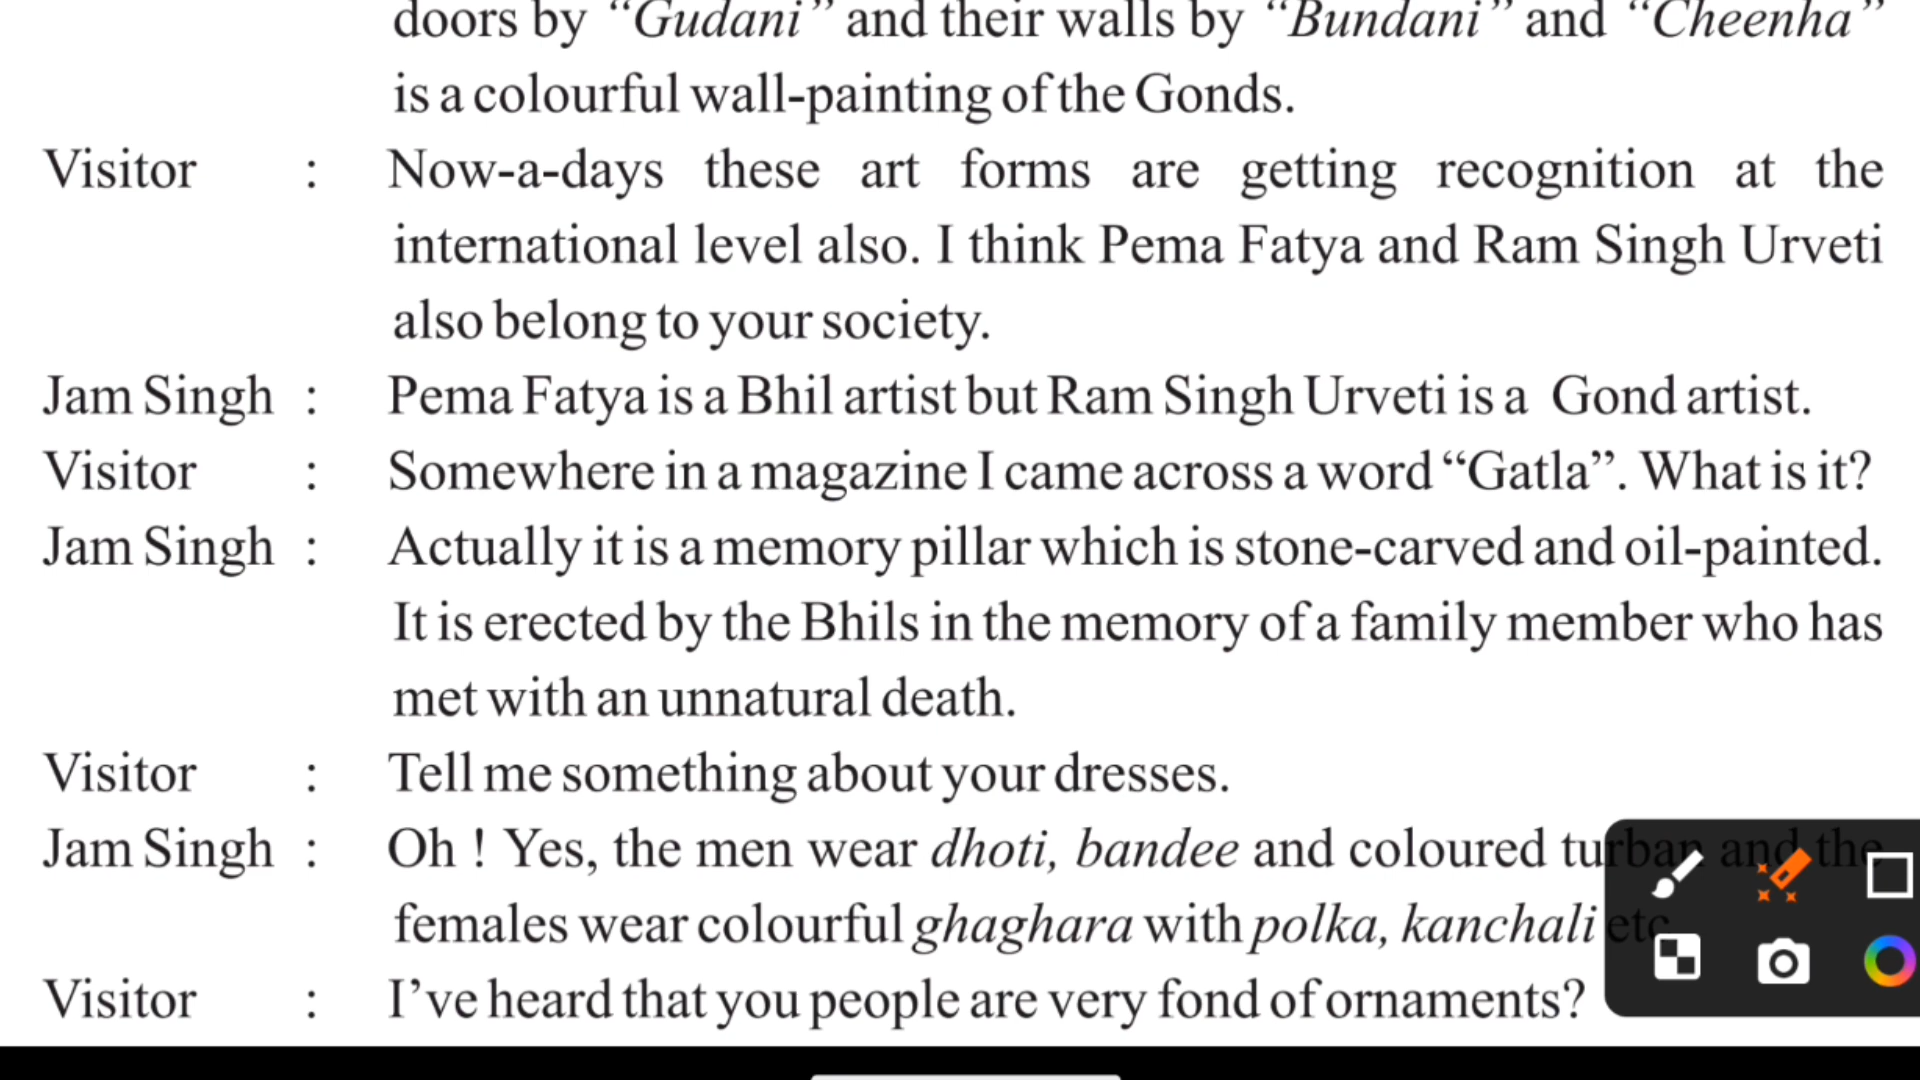 doors by “Gudani” and their walls by “Bundani” and “Cheenha”
is a colourful wall-painting of the Gonds.
Visitor : Now-a-days these art forms are getting recognition at the
international level also. I think Pema Fatya and Ram Singh Urveti
also belong to your society.
Jam Singh : Pema Fatya is a Bhil artist but Ram Singh Urveti is a Gond artist.
Visitor : Somewhere in a magazine I came across a word “Gatla”. What is it?
Jam Singh : Actually it is a memory pillar which is stone-carved and oil-painted.
It is erected by the Bhils in the memory of a family member who has
met with an unnatural death.
Visitor : Tell me something about your dresses.
Jam Singh : Oh ! Yes, the men wear dhoti, bandee and coloured turban and the
females wear colourful ghaghara with polka, kanchali etc
Visitor : I’ve heard that you people are very fond of ornaments?